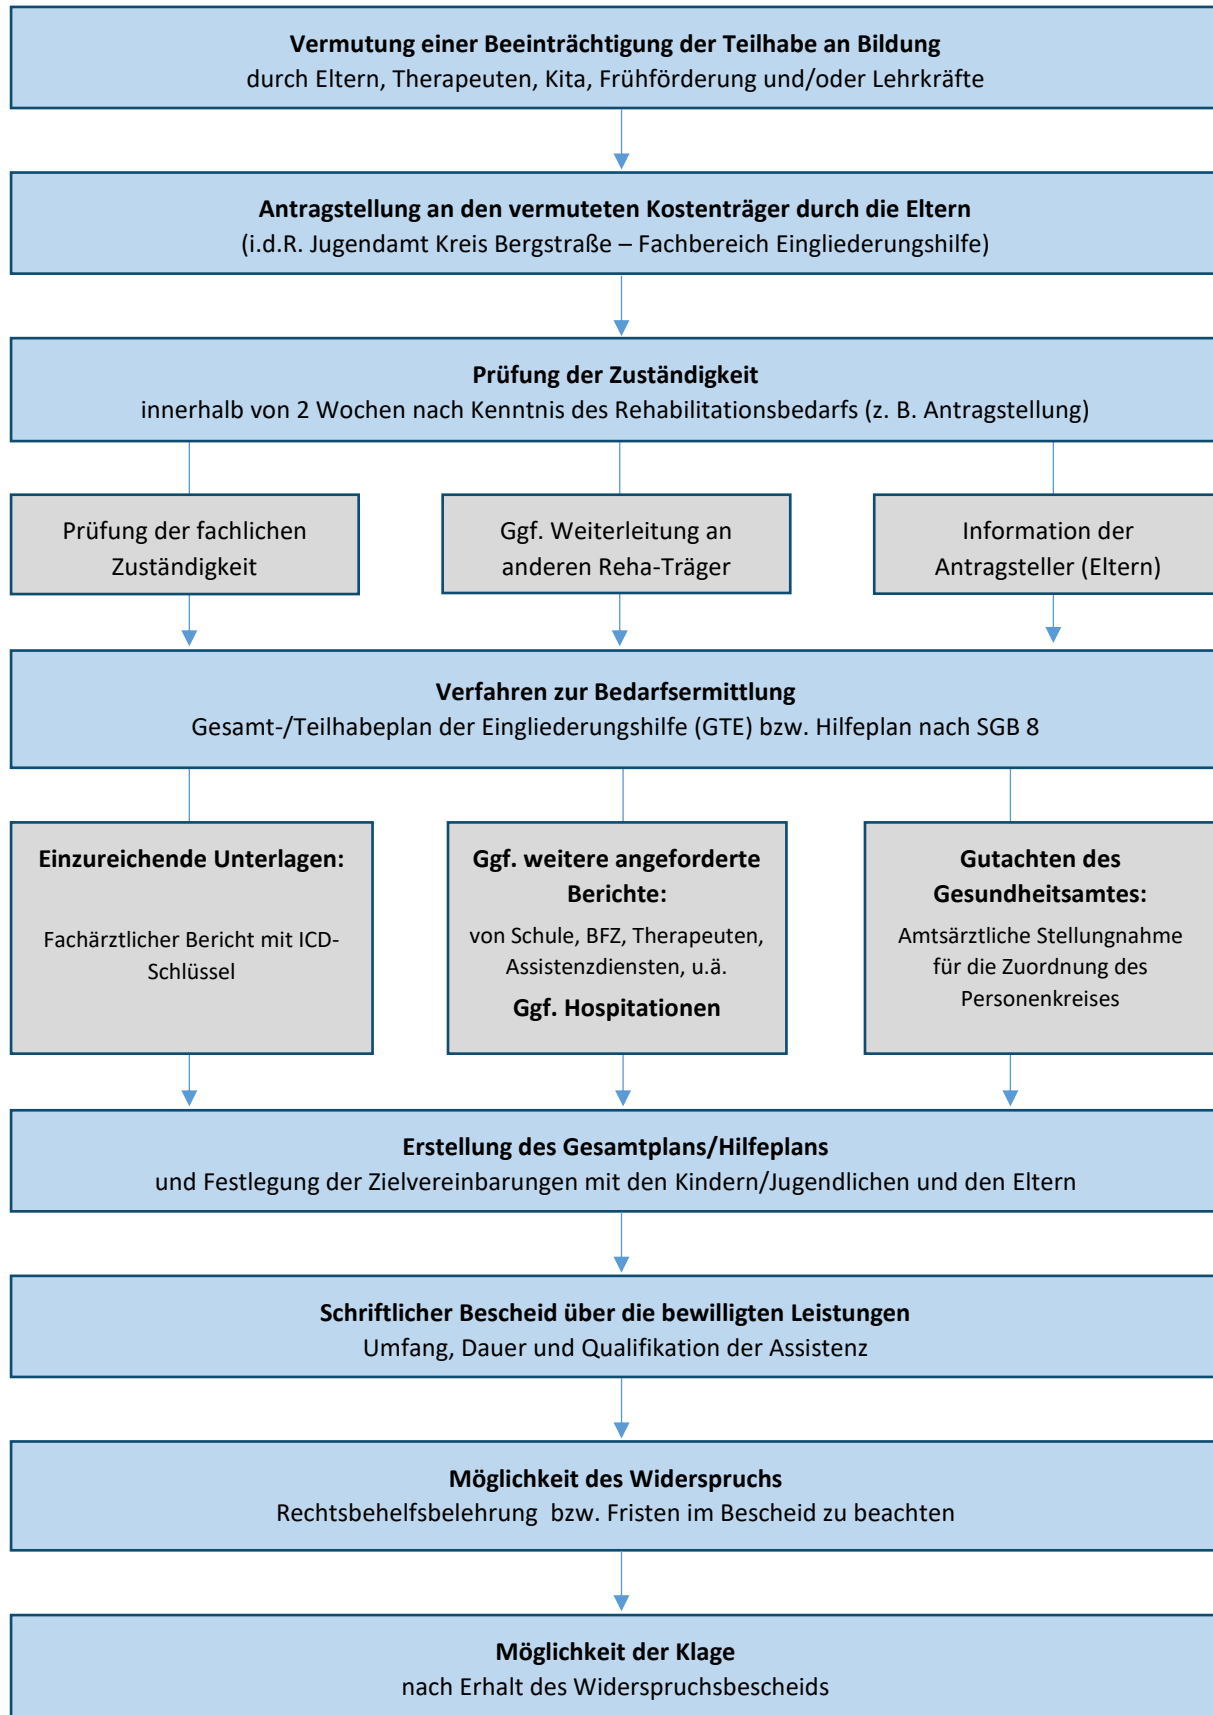 Vermutung einer Beeinträchtigung der Teilhabe an Bildung
durch Eltern, Therapeuten, Kita, Frühförderung und/oder Lehrkräfte
Antragstellung an den vermuteten Kostenträger durch die Eltern
(i.d.R. Jugendamt Kreis Bergstraße – Fachbereich Eingliederungshilfe)
Prüfung der Zuständigkeit
innerhalb von 2 Wochen nach Kenntnis des Rehabilitationsbedarfs (z. B. Antragstellung)
Prüfung der fachlichen
Zuständigkeit
Ggf. Weiterleitung an
anderen Reha-Träger
Information der
Antragsteller (Eltern)
Verfahren zur Bedarfsermittlung
Gesamt-/Teilhabeplan der Eingliederungshilfe (GTE) bzw. Hilfeplan nach SGB 8
Einzureichende Unterlagen:
Fachärztlicher Bericht mit ICD-
Schlüssel
Ggf. weitere angeforderte
Berichte:
von Schule, BFZ, Therapeuten,
Assistenzdiensten, u.ä.
Ggf. Hospitationen
Gutachten des
Gesundheitsamtes:
Amtsärztliche Stellungnahme
für die Zuordnung des
Personenkreises
Erstellung des Gesamtplans/Hilfeplans
und Festlegung der Zielvereinbarungen mit den Kindern/Jugendlichen und den Eltern
Schriftlicher Bescheid über die bewilligten Leistungen
Umfang, Dauer und Qualifikation der Assistenz
Möglichkeit des Widerspruchs
Rechtsbehelfsbelehrung  bzw. Fristen im Bescheid zu beachten
Möglichkeit der Klage
nach Erhalt des Widerspruchsbescheids